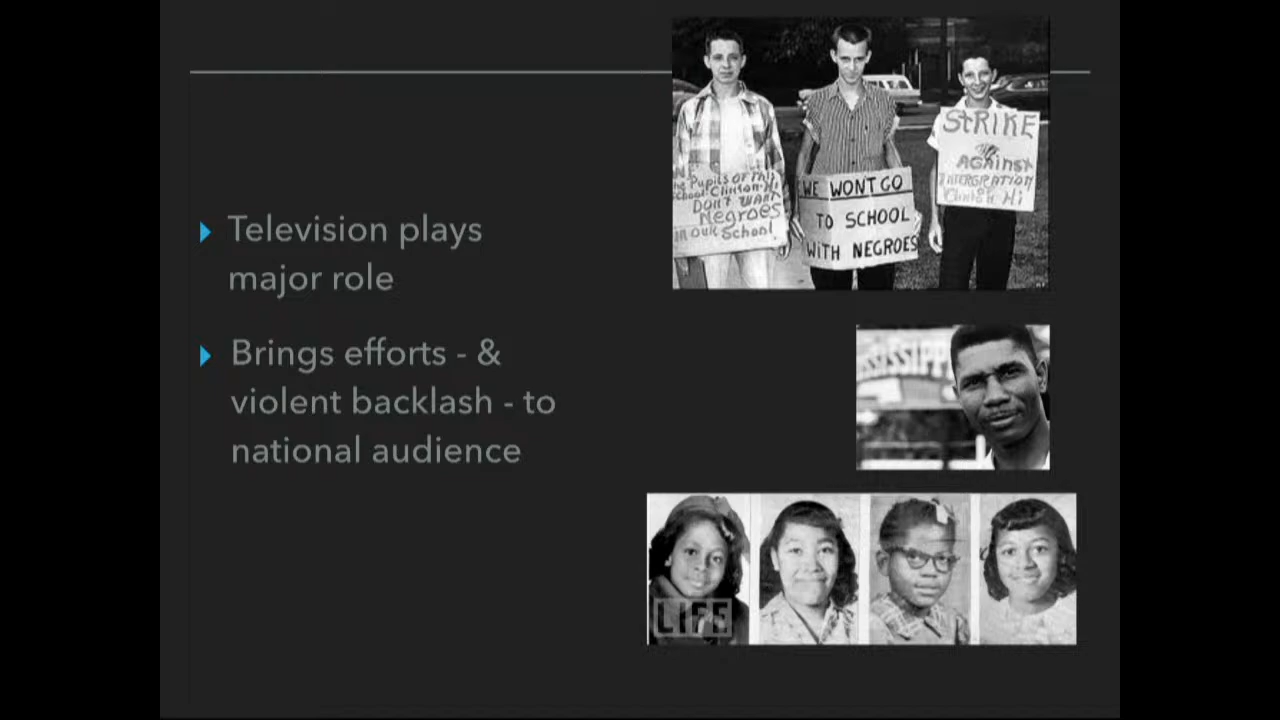 Television plays
major role
Brings efforts - &
violent backlash - to
national audience
The Pupils OF This
School Clinton-Hi
DON'T WANT
Negroes
in OUR School
WE WONT GO
TO SCHOOL
WITH NEGROES
STRIKE
AGAINST
INTERGRATION
OF
Clinton Hi
LIFE